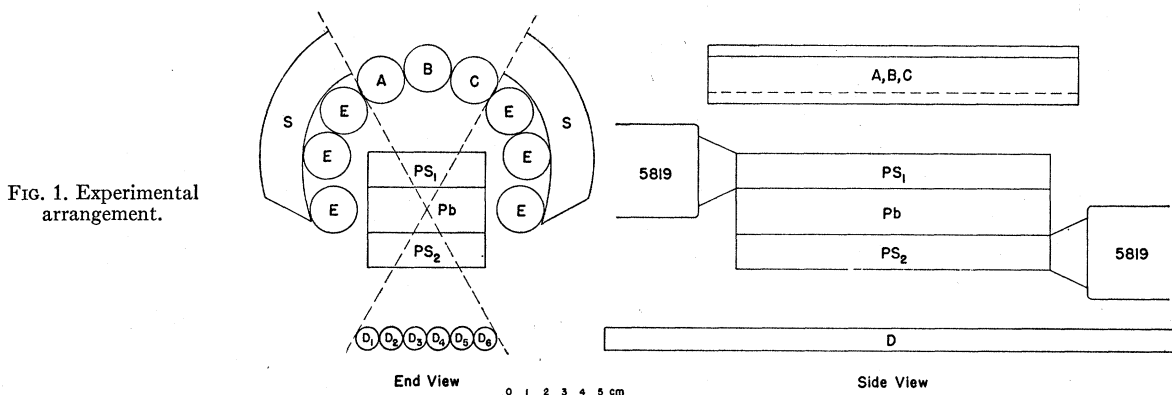 FIG. 1. Experimental
arrangement.
A B C
E E
E E
E E
S S
PS₁
Pb
PS₂
D₁ D₂ D₃ D₄ D₅ D₆
End View
0 1 2 3 4 5 cm
A,B,C
5819
PS₁
Pb
PS₂
5819
D
Side View